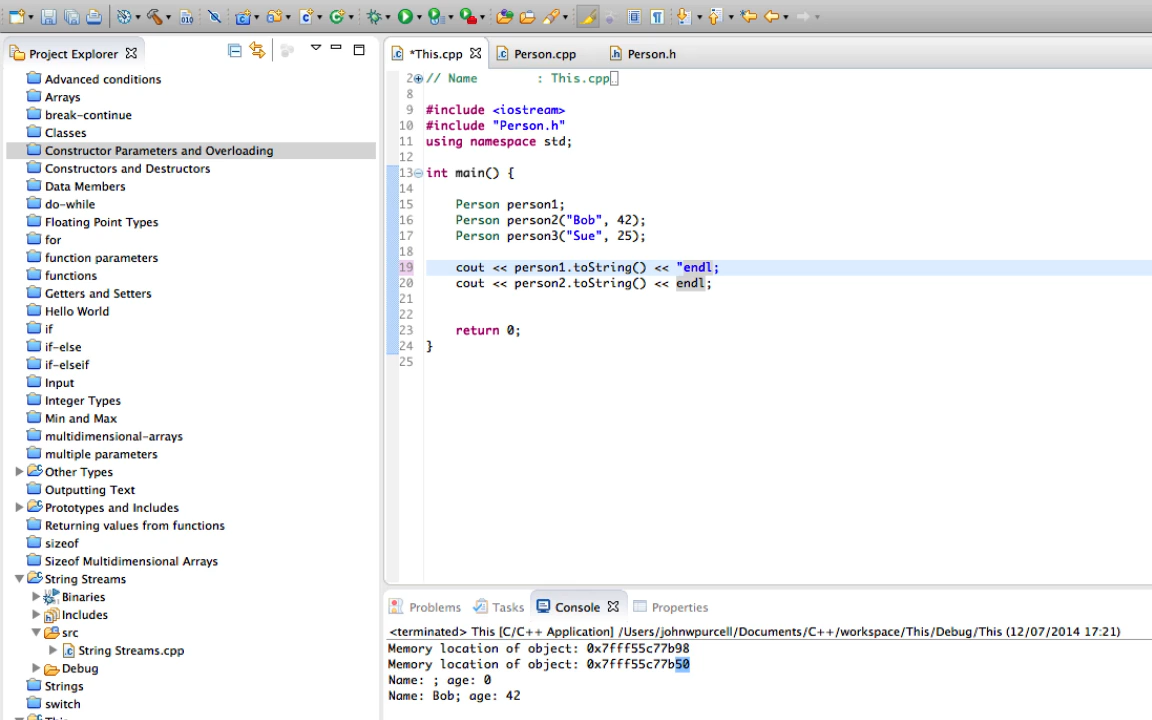 Project Explorer
Advanced conditions
Arrays
break-continue
Classes
Constructor Parameters and Overloading
Constructors and Destructors
Data Members
do-while
Floating Point Types
for
function parameters
functions
Getters and Setters
Hello World
if
if-else
if-elseif
Input
Integer Types
Min and Max
multidimensional-arrays
multiple parameters
Other Types
Outputting Text
Prototypes and Includes
Returning values from functions
sizeof
Sizeof Multidimensional Arrays
String Streams
Binaries
Includes
src
String Streams.cpp
Debug
Strings
switch
*This.cpp Person.cpp Person.h
2 // Name : This.cpp
8
9 #include <iostream>
10 #include "Person.h"
11 using namespace std;
12
13 int main() {
14
15 Person person1;
16 Person person2("Bob", 42);
17 Person person3("Sue", 25);
18
19 cout << person1.toString() << "endl;
20 cout << person2.toString() << endl;
21
22
23 return 0;
24 }
25
Problems Tasks Console Properties
<terminated> This [C/C++ Application] /Users/johnwpurcell/Documents/C++/workspace/This/Debug/This (12/07/2014 17:21)
Memory location of object: 0x7fff55c77b98
Memory location of object: 0x7fff55c77b50
Name: ; age: 0
Name: Bob; age: 42